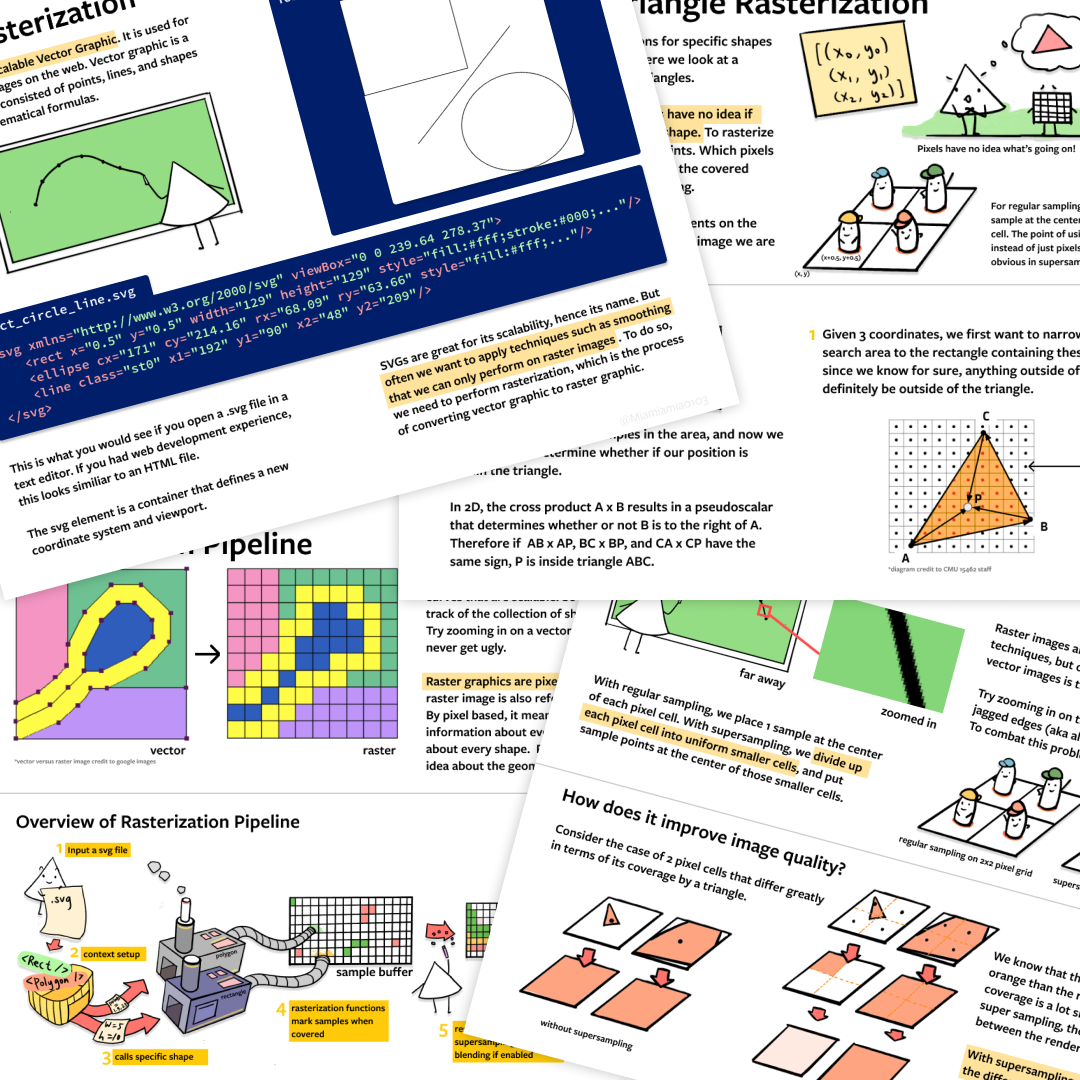 Scalable Vector Graphic. It is used for
images on the web. Vector graphic is a
consisted of points, lines, and shapes
mathematical formulas.
ct_circle_line.svg
svg xmlns="http://www.w3.org/2000/svg" viewBox="0 0 239.64 278.37">
<rect x="0.5" y="0.5" width="129" height="129" style="fill:#fff;stroke:#000;..."/>
<ellipse cx="171" cy="214.16" rx="68.09" ry="63.66" style="fill:#fff;..."/>
<line class="st0" x1="192" y1="90" x2="48" y2="209"/>
</svg>
This is what you would see if you open a .svg file in a
text editor. If you had web development experience,
this looks similiar to an HTML file.
The svg element is a container that defines a new
coordinate system and viewport.
SVGs are great for its scalability, hence its name. But
often we want to apply techniques such as smoothing
that we can only perform on raster images . To do so,
we need to perform rasterization, which is the process
of converting vector graphic to raster graphic.
@Miamiamia0103
Triangle Rasterization
ons for specific shapes
ere we look at a
have no idea if
shape. To rasterize
Which pixels
the covered
on the
image we are
[(x0, y0)
(x1, y1)
(x2, y2)]
Pixels have no idea what's going on!
(x+0.5, y+0.5)
(x, y)
For regular sampling
sample at the center
cell. The point of usi
instead of just pixels
obvious in supersam
1 Given 3 coordinates, we first want to narrow
search area to the rectangle containing thes
since we know for sure, anything outside of
definitely be outside of the triangle.
C
P
B
A
*diagram credit to CMU 15462 staff
in the area, and now we
determine whether if our position is
the triangle.
In 2D, the cross product A x B results in a pseudoscalar
that determines whether or not B is to the right of A.
Therefore if AB x AP, BC x BP, and CA x CP have the
same sign, P is inside triangle ABC.
Pipeline
vector
raster
*vector versus raster image credit to google images
track of the collection of sh
Try zooming in on a vector
never get ugly.
Raster graphics are pixe
raster image is also refe
By pixel based, it mean
information about eve
about every shape.
idea about the geom
Overview of Rasterization Pipeline
1 Input a svg file
.svg
2 context setup
<Rect />
<Polygon />
w=5
h=10
3 calls specific shape
polygon
rectangle
sample buffer
4 rasterization functions
mark samples when
covered
5 re
supersampling
blending if enabled
far away
zoomed in
Raster images a
techniques, but
vector images is t
Try zooming in on t
jagged edges (aka al
To combat this probl
With regular sampling, we place 1 sample at the center
of each pixel cell. With supersampling, we divide up
each pixel cell into uniform smaller cells, and put
sample points at the center of those smaller cells.
regular sampling on 2x2 pixel grid
supers
How does it improve image quality?
Consider the case of 2 pixel cells that differ greatly
in terms of its coverage by a triangle.
without supersampling
We know that the
orange than the
coverage is a lot s
super sampling, the
between the render
With supersampling
the diffe